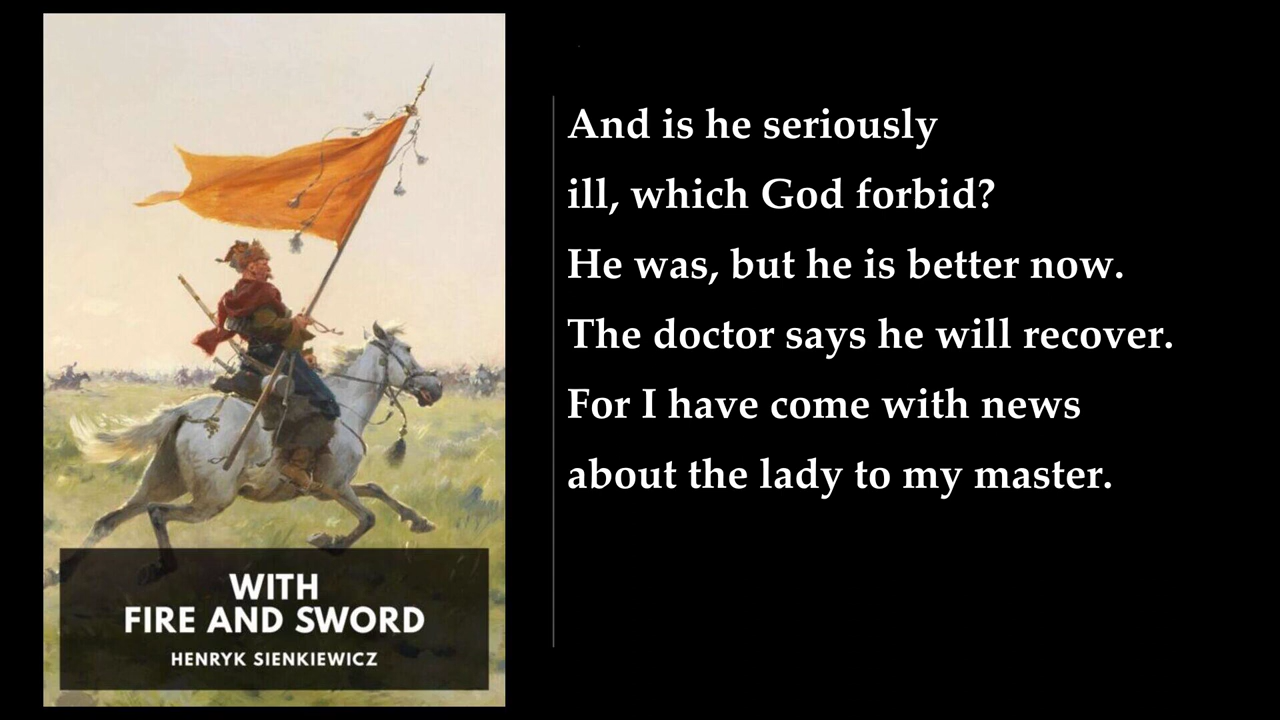 WITH
FIRE AND SWORD
HENRYK SIENKIEWICZ
And is he seriously
ill, which God forbid?
He was, but he is better now.
The doctor says he will recover.
For I have come with news
about the lady to my master.